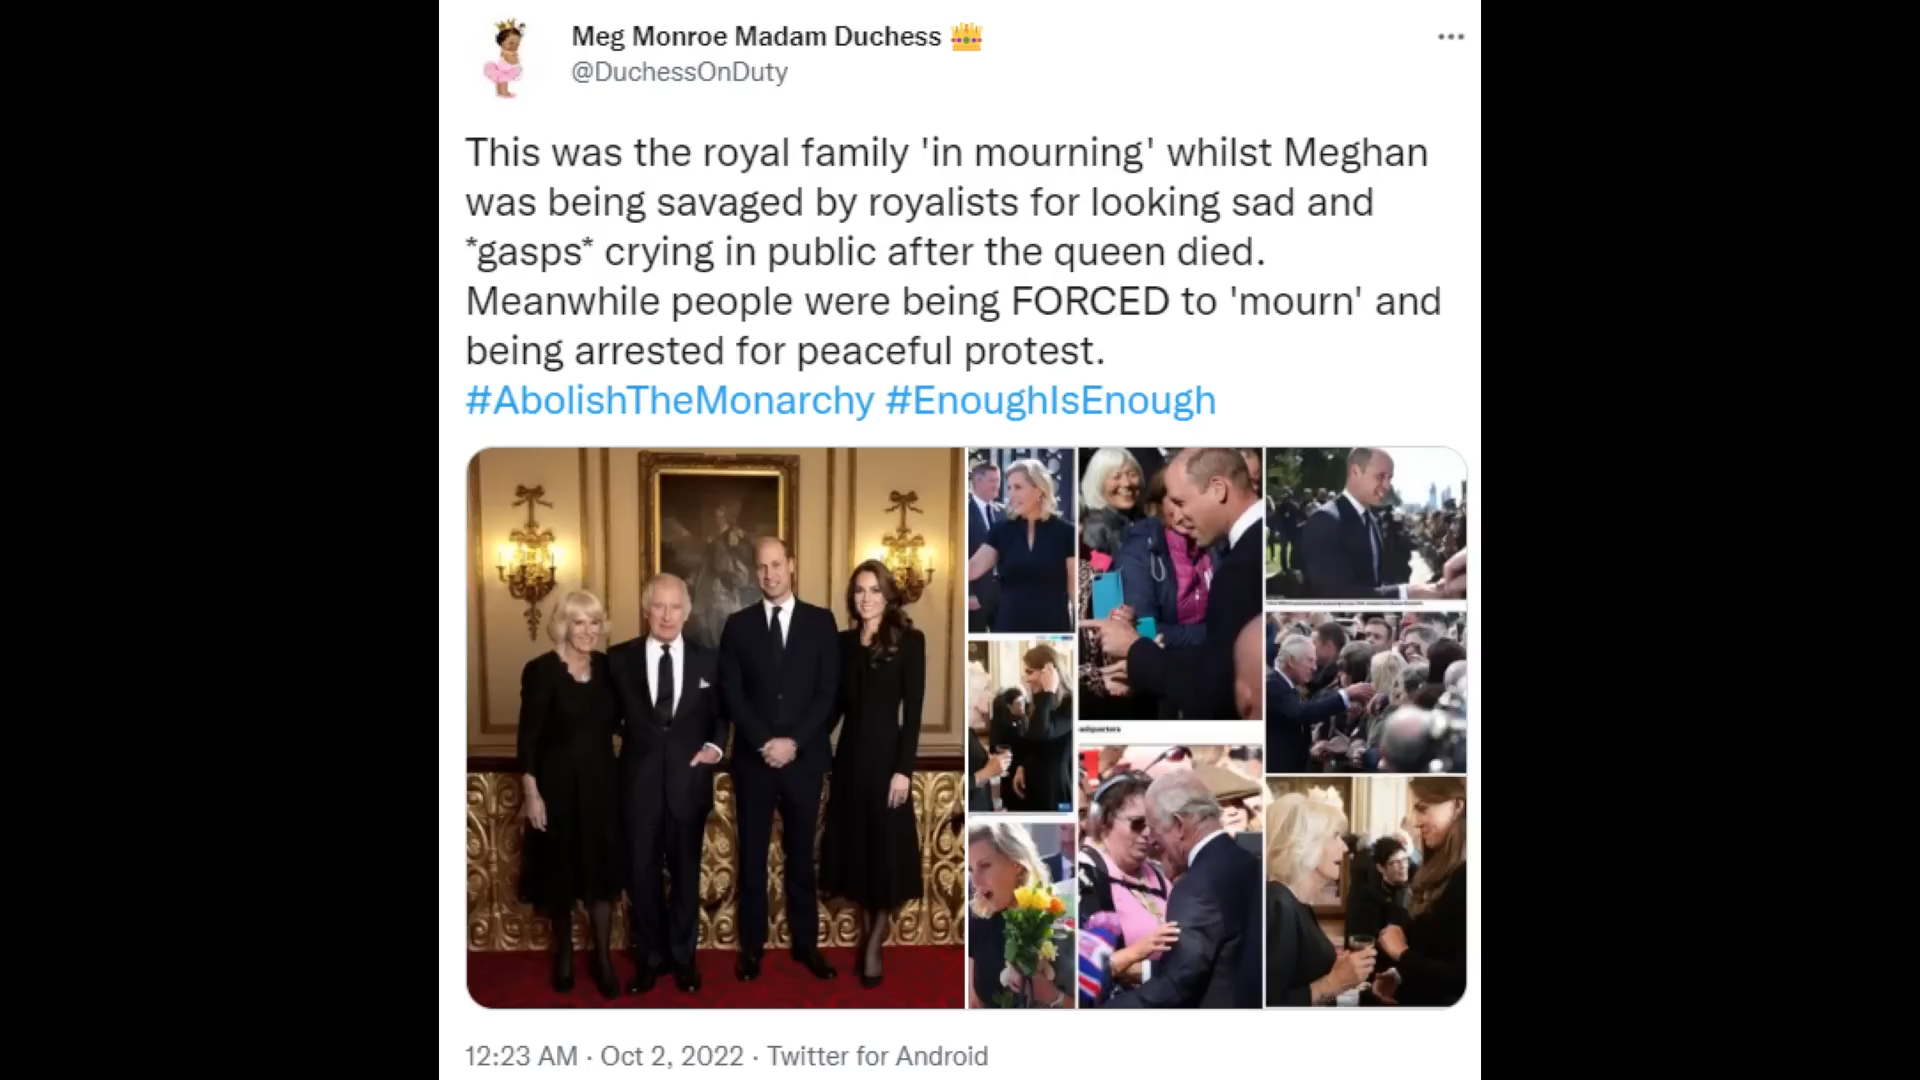 Meg Monroe Madam Duchess 👑
@DuchessOnDuty
This was the royal family 'in mourning' whilst Meghan
was being savaged by royalists for looking sad and
*gasps* crying in public after the queen died.
Meanwhile people were being FORCED to 'mourn' and
being arrested for peaceful protest.
#AbolishTheMonarchy #EnoughIsEnough
12:23 AM · Oct 2, 2022 · Twitter for Android